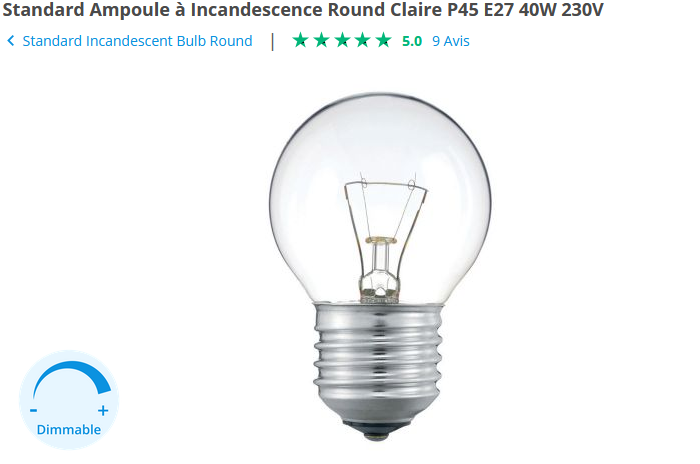 Standard Ampoule à Incandescence Round Claire P45 E27 40W 230V
Standard Incandescent Bulb Round | 5.0 9 Avis
- +
Dimmable